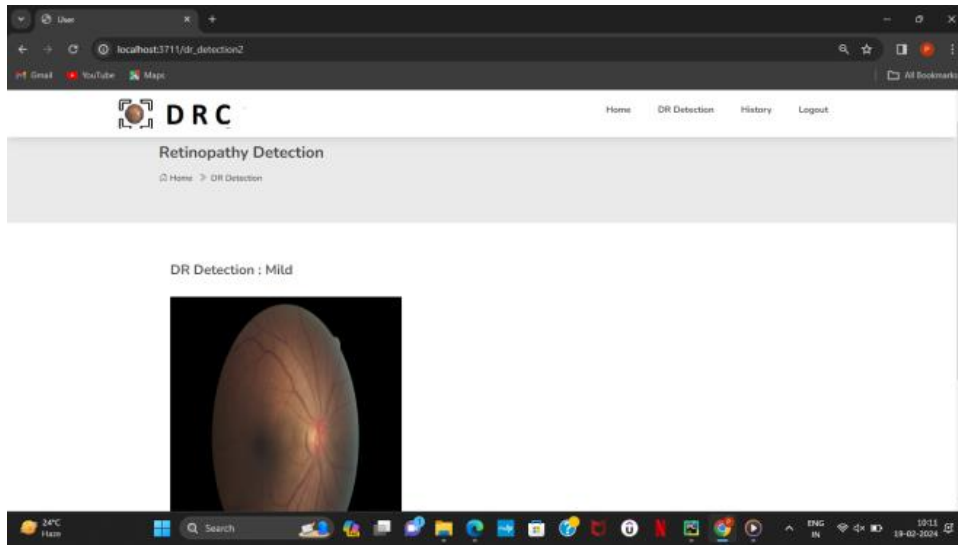 User
localhost:3711/dr_detection2
Gmail YouTube Maps All Bookmarks
D R C Home DR Detection History Logout
Retinopathy Detection
Home DR Detection
DR Detection : Mild
24°C
Haze
Search
ENG
IN
10:11
19-02-2024